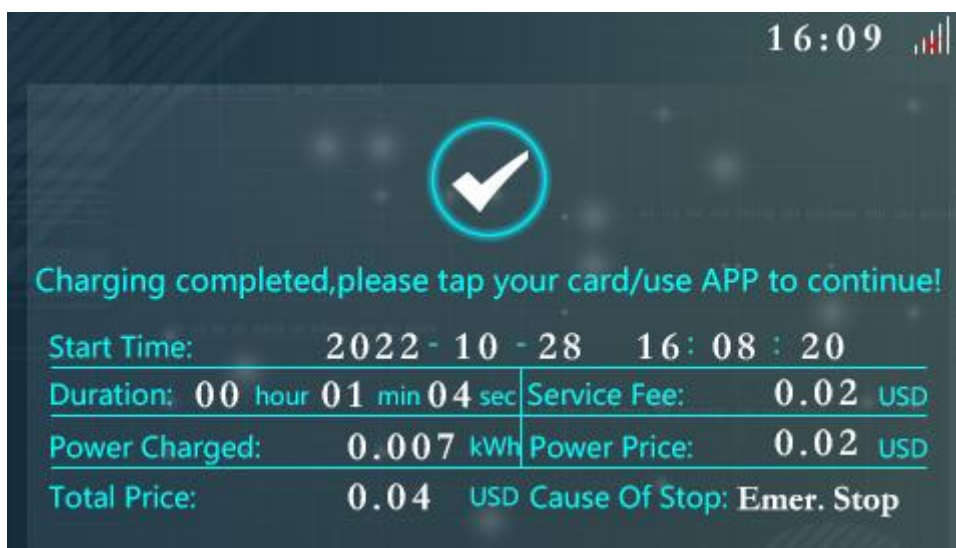 16:09
Charging completed,please tap your card/use APP to continue!
Start Time: 2022-10-28 16:08:20
Duration: 00 hour 01 min 04 sec Service Fee: 0.02 USD
Power Charged: 0.007 kWh Power Price: 0.02 USD
Total Price: 0.04 USD Cause Of Stop: Emer. Stop